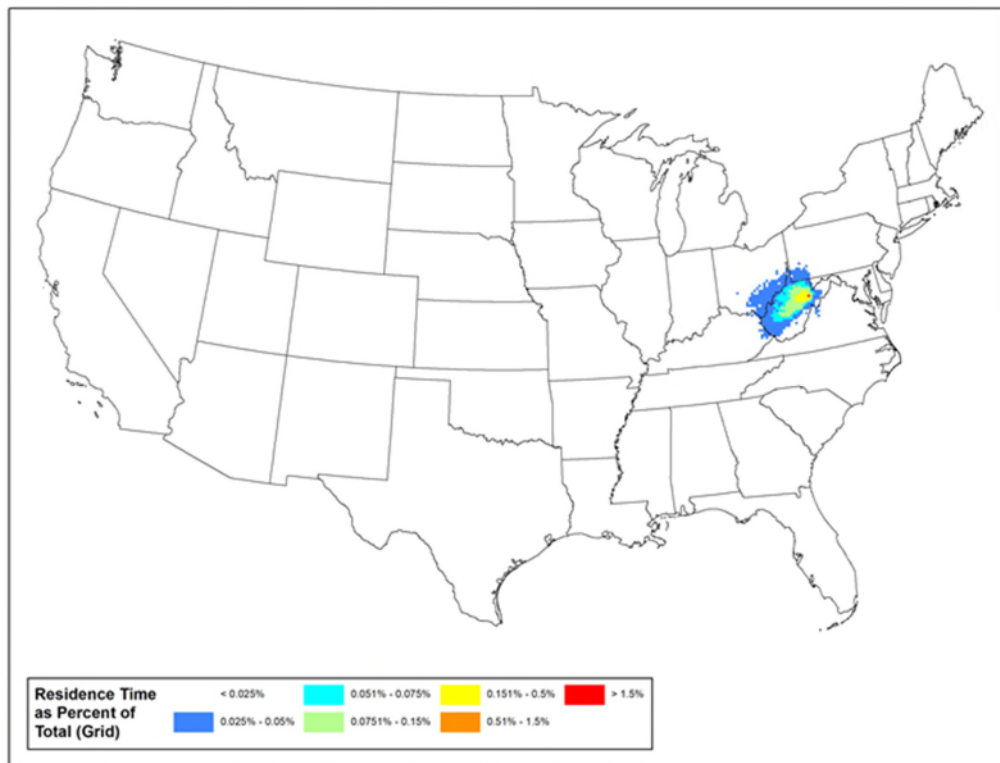 Residence Time
as Percent of
Total (Grid)
< 0.025%
0.051% - 0.075%
0.151% - 0.5%
> 1.5%
0.025% - 0.05%
0.0751% - 0.15%
0.51% - 1.5%